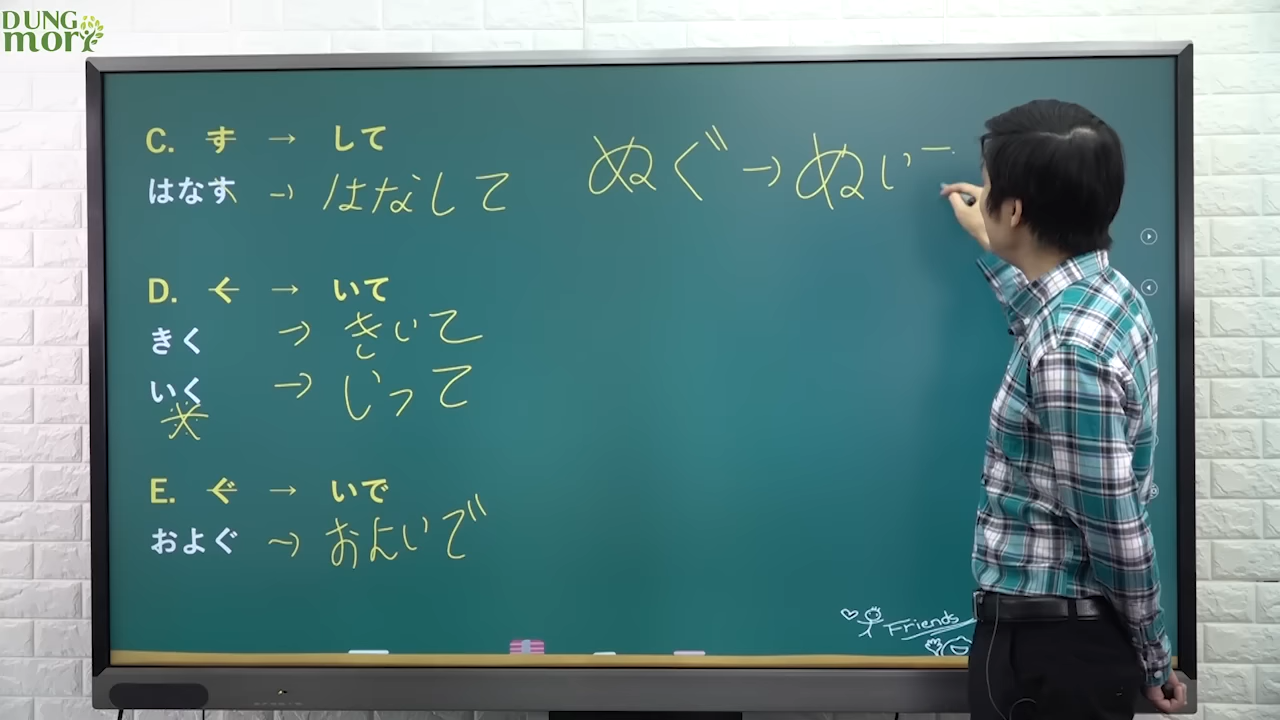 DUNG
mori
C. す → して
はなす → はなして
D. く → いて
きく → きいて
いく → いって
E. ぐ → いで
およぐ → およいで
ぬぐ → ぬい
Friends